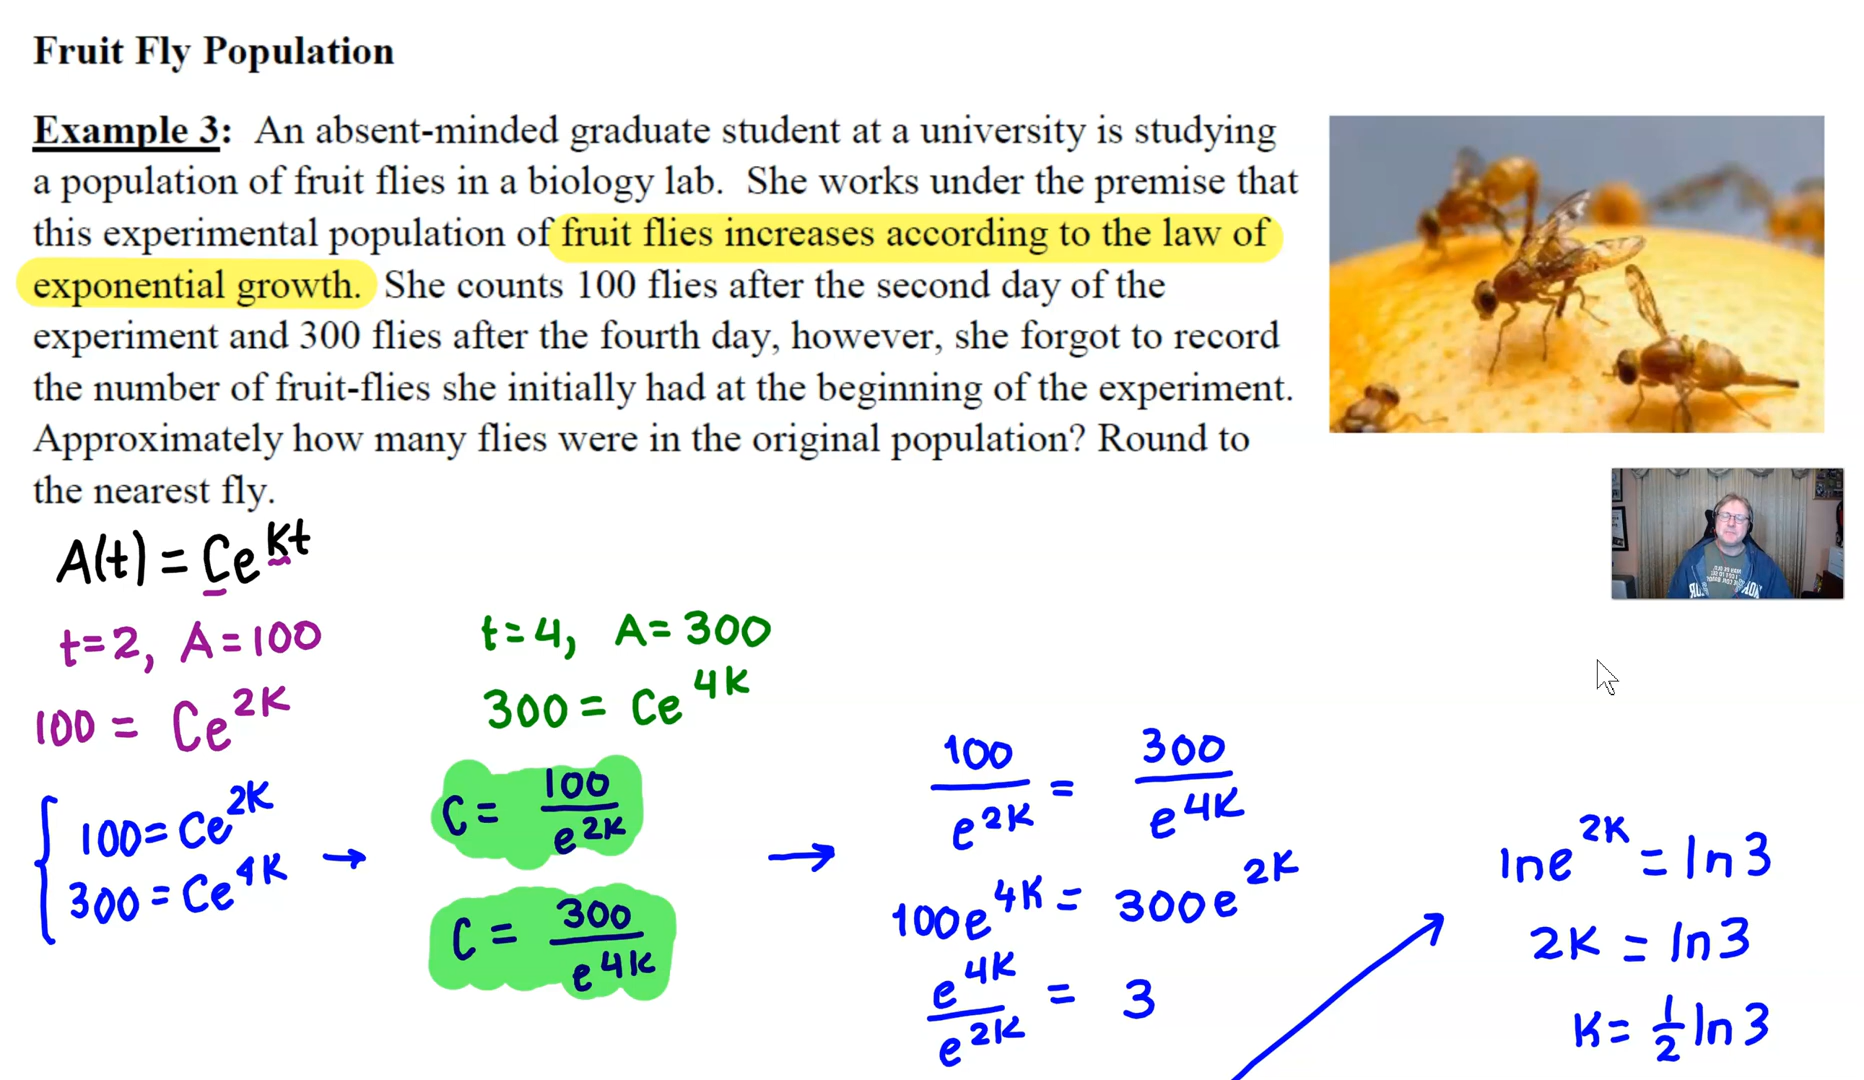 Fruit Fly Population
Example 3: An absent-minded graduate student at a university is studying
a population of fruit flies in a biology lab. She works under the premise that
this experimental population of fruit flies increases according to the law of
exponential growth. She counts 100 flies after the second day of the
experiment and 300 flies after the fourth day, however, she forgot to record
the number of fruit-flies she initially had at the beginning of the experiment.
Approximately how many flies were in the original population? Round to
the nearest fly.
A(t) = Ce^{kt}
t=2, A=100
100 = Ce^{2k}
t=4, A=300
300 = Ce^{4k}
100=Ce^{2k}
300=Ce^{4k} →
C = 100/e^{2k}
C = 300/e^{4k}
→
100/e^{2k} = 300/e^{4k}
100e^{4k} = 300e^{2k}
e^{4k}/e^{2k} = 3
lne^{2k} = ln3
2k = ln3
k = 1/2 ln3